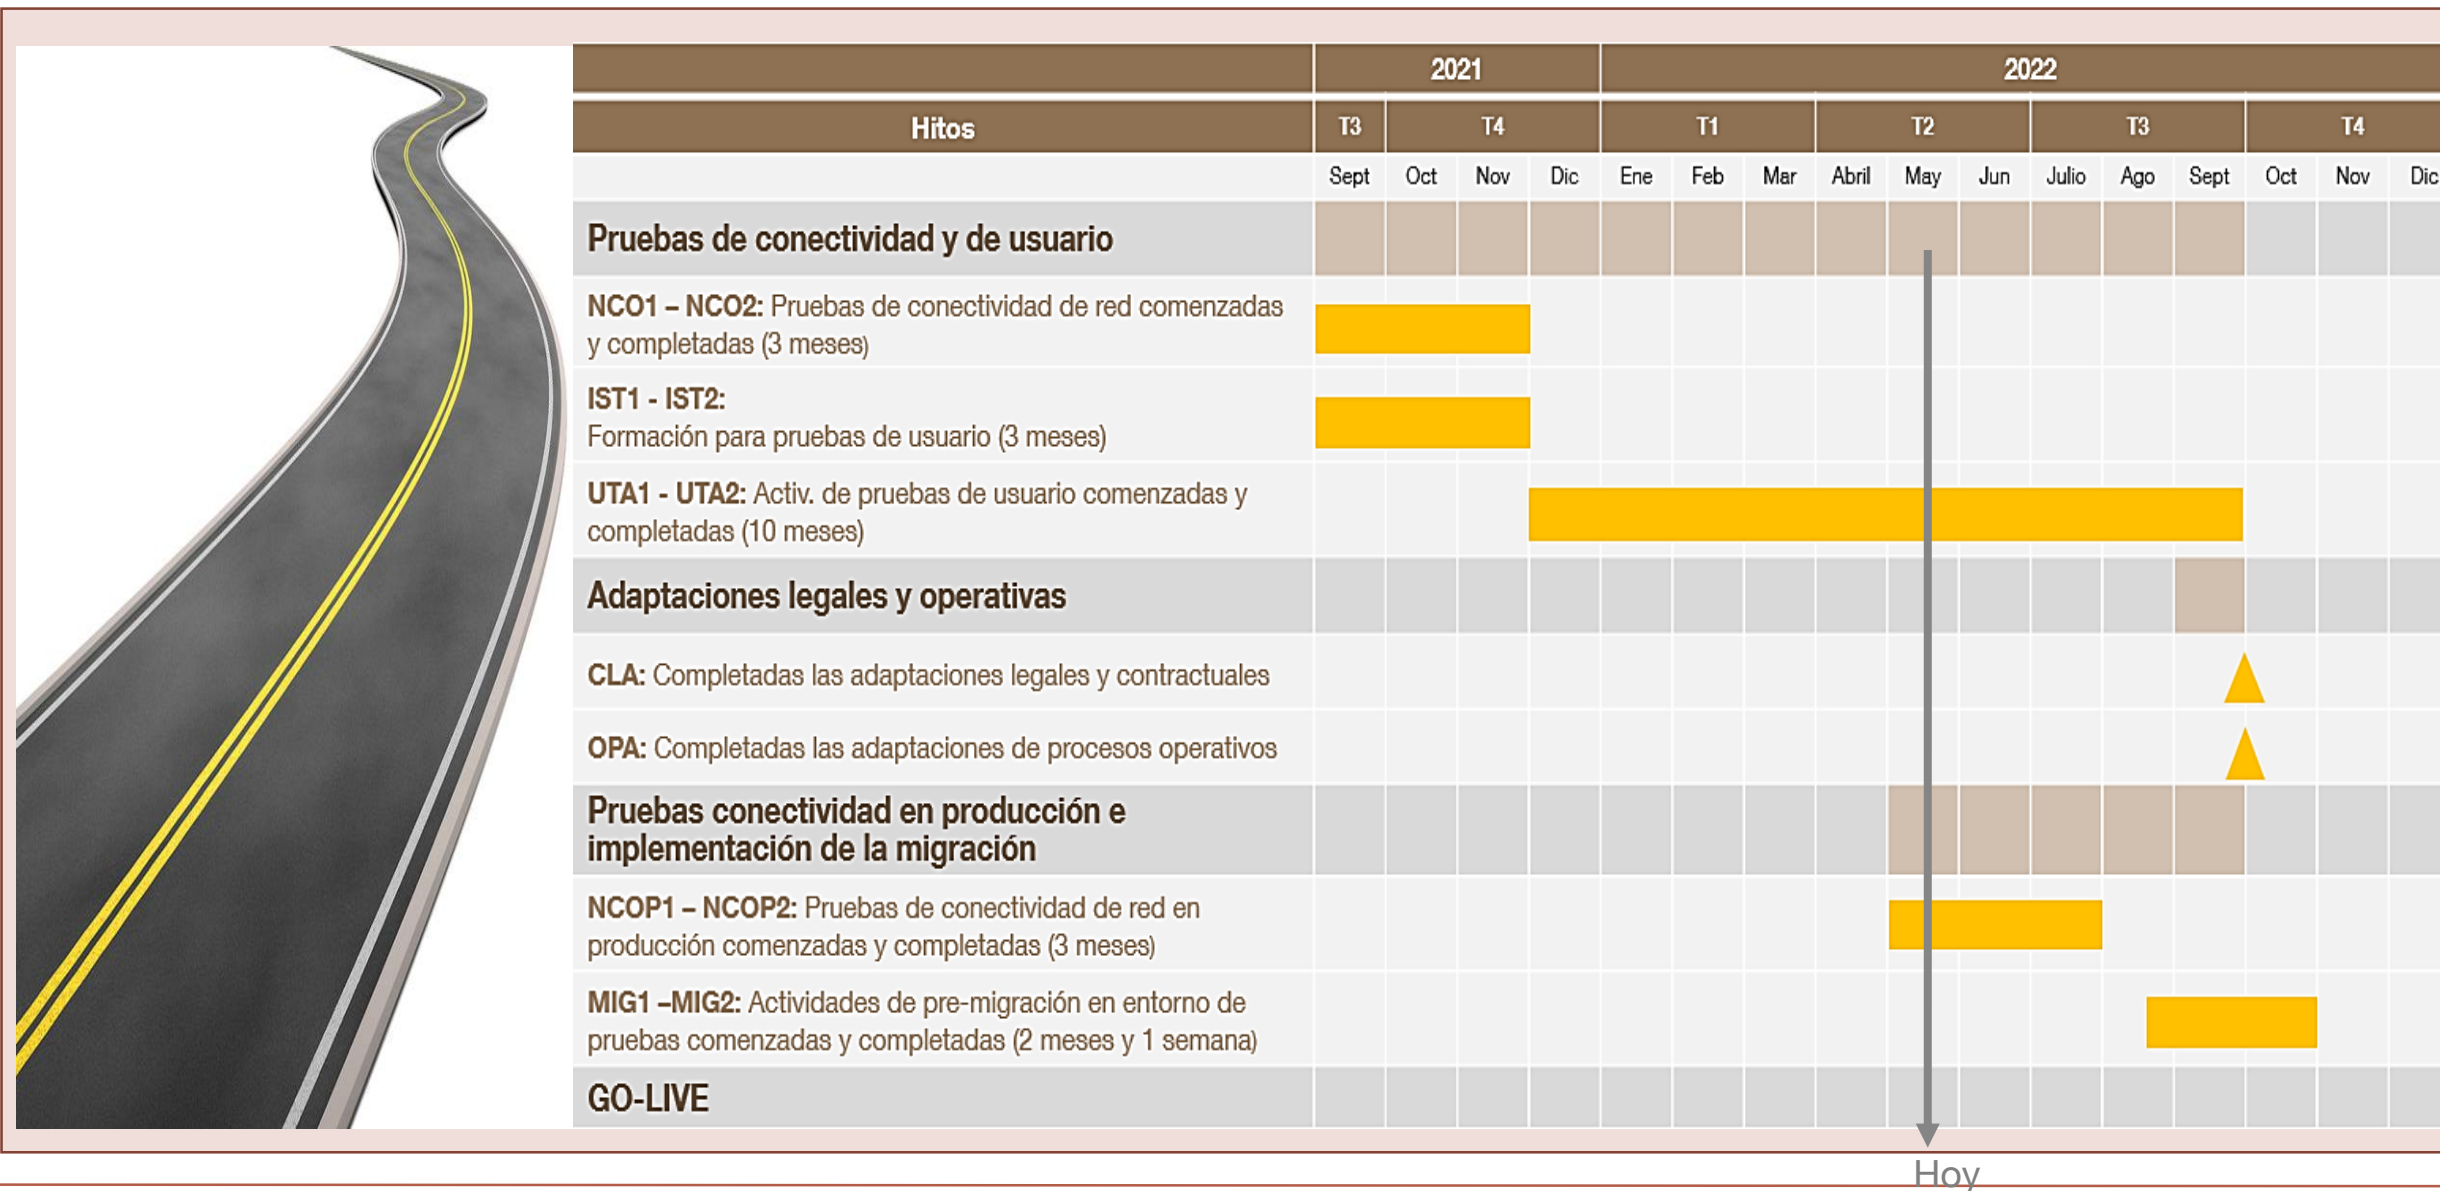 2021 2022
Hitos T3 T4 T1 T2 T3 T4
Sept Oct Nov Dic Ene Feb Mar Abril May Jun Julio Ago Sept Oct Nov Dic
Pruebas de conectividad y de usuario
NCO1 – NCO2: Pruebas de conectividad de red comenzadas
y completadas (3 meses)
IST1 - IST2:
Formación para pruebas de usuario (3 meses)
UTA1 - UTA2: Activ. de pruebas de usuario comenzadas y
completadas (10 meses)
Adaptaciones legales y operativas
CLA: Completadas las adaptaciones legales y contractuales
OPA: Completadas las adaptaciones de procesos operativos
Pruebas conectividad en producción e
implementación de la migración
NCOP1 – NCOP2: Pruebas de conectividad de red en
producción comenzadas y completadas (3 meses)
MIG1 –MIG2: Actividades de pre-migración en entorno de
pruebas comenzadas y completadas (2 meses y 1 semana)
GO-LIVE
Hoy